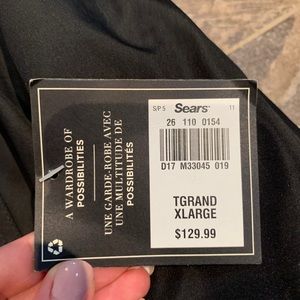 A WARDROBE OF
POSSIBILITIES
UNE GARDE-ROBE AVEC
UNE MULTITUDE DE
POSSIBILITÉS
S/P 5 Sears 11
26 110 0154
D17 M33045 019
TGRAND
XLARGE
$129.99